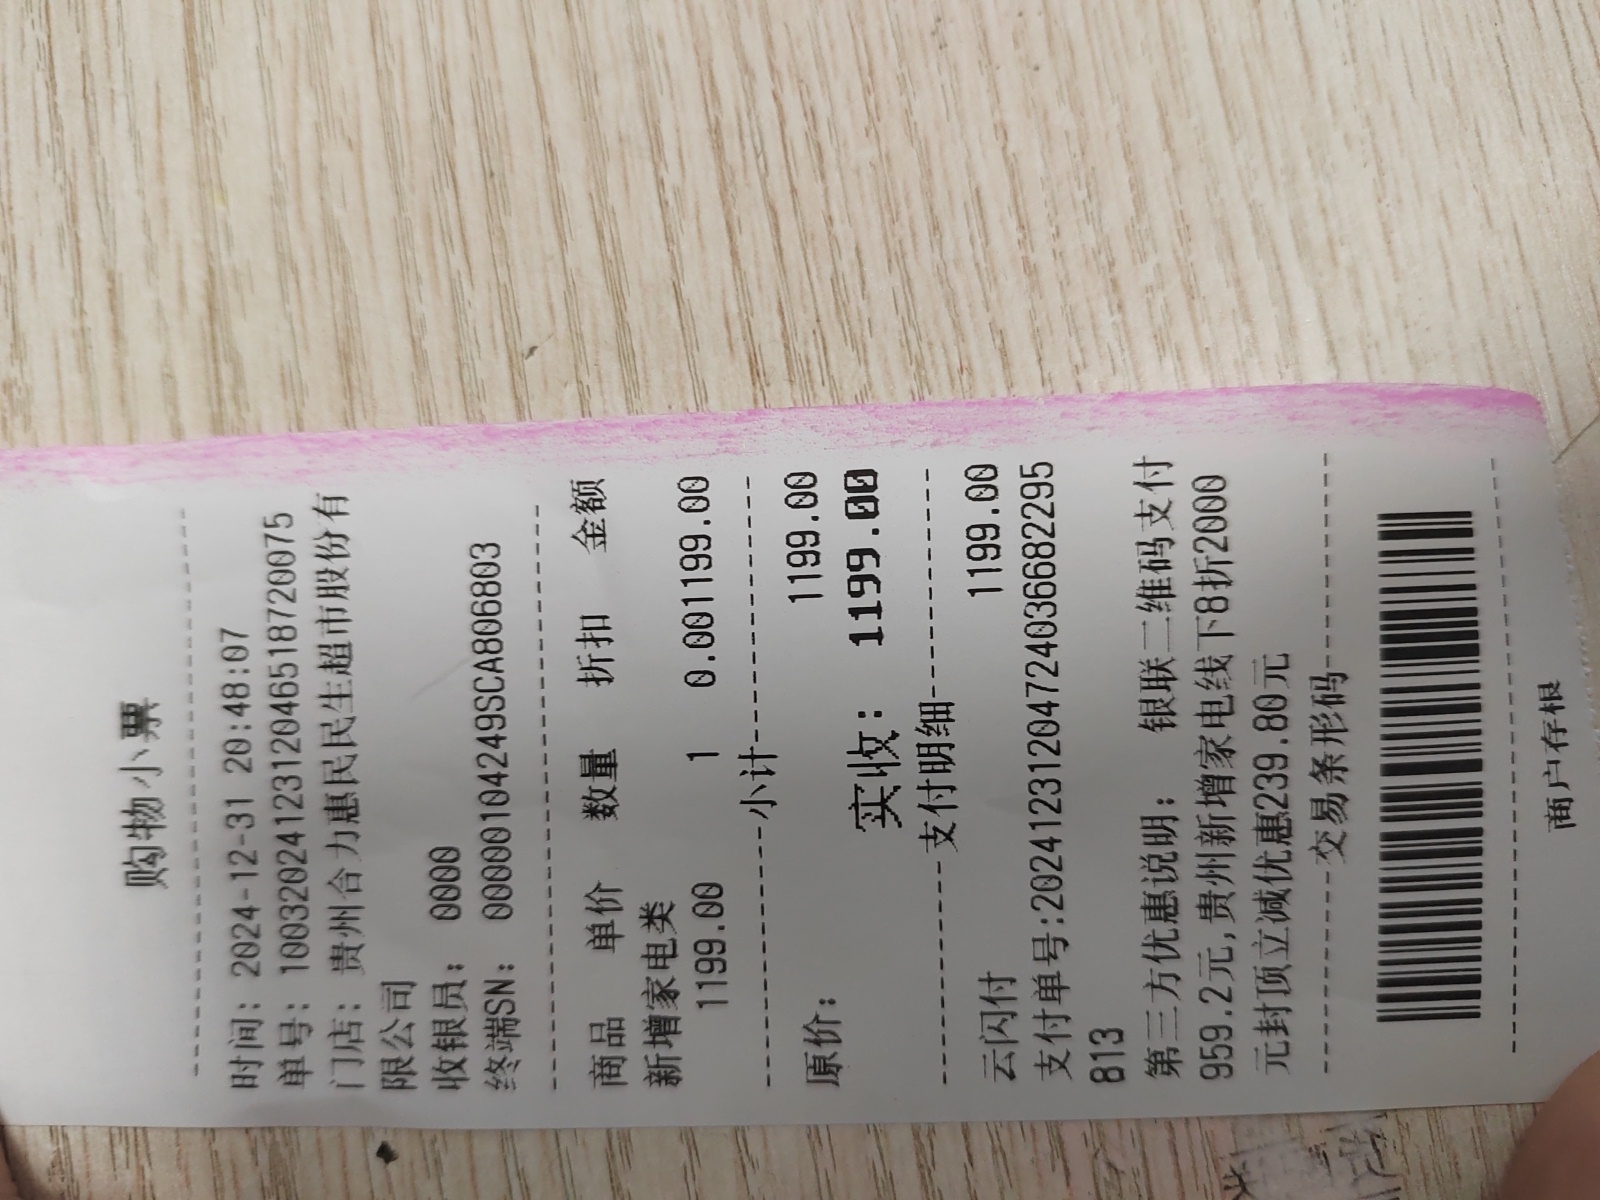 购物小票
时间：2024-12-31 20:48:07
单号：10032024123120465187200​75
门店：贵州合力惠民民生超市股份有
限公司
收银员：0000
终端SN：00000104249SCA806803
商品 单价 数量 折扣 金额
新增家电类
1199.00 1 0.001199.00
小计
原价： 1199.00
实收：1199.00
支付明细
云闪付 1199.00
支付单号:20241231204724036682295
813
第三方优惠说明： 银联二维码支付
959.2元,贵州新增家电线下8折2000
元封顶立减优惠239.80元
交易条形码
商户存根